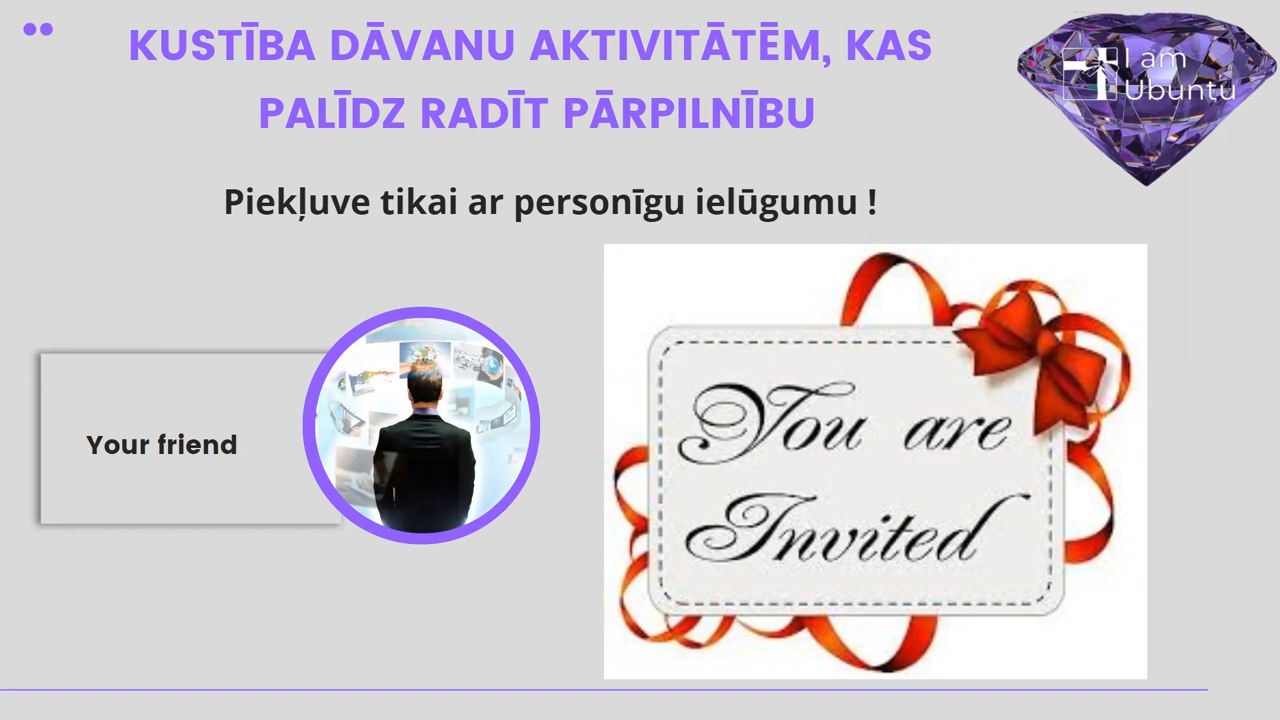 KUSTĪBA DĀVANU AKTIVITĀTĒM, KAS
PALĪDZ RADĪT PĀRPILNĪBU
I am
Ubuntu
Piekļuve tikai ar personīgu ielūgumu !
Your friend
You are
Invited